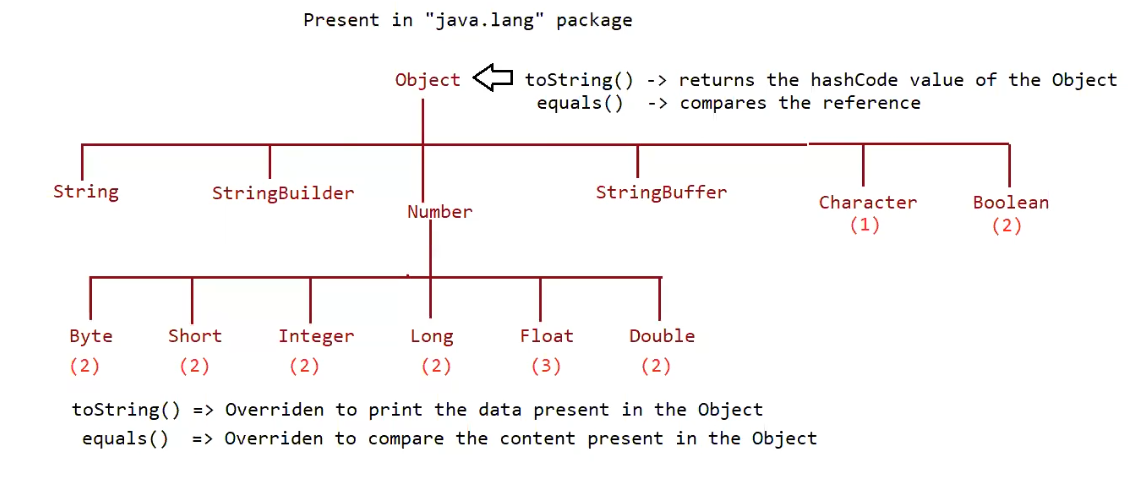 Present in "java.lang" package
Object
toString() -> returns the hashCode value of the Object
equals() -> compares the reference
String
StringBuilder
Number
StringBuffer
Character
(1)
Boolean
(2)
Byte
Short
Integer
Long
Float
Double
(2)
(2)
(2)
(2)
(3)
(2)
toString() => Overriden to print the data present in the Object
equals() => Overriden to compare the content present in the Object